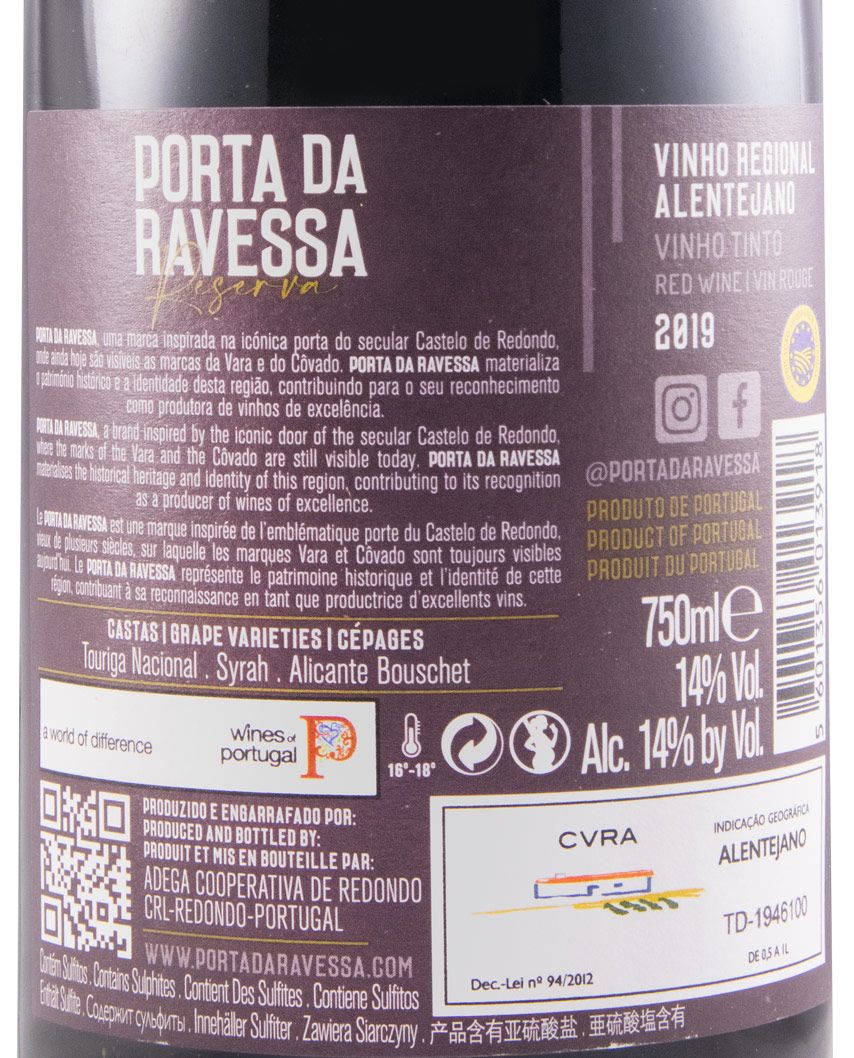 PORTA DA
RAVESSA
Reserva
PORTA DA RAVESSA, uma marca inspirada na icónica porta do secular Castelo de Redondo,
onde ainda hoje são visíveis as marcas da Vara e do Côvado. PORTA DA RAVESSA materializa
o património histórico e a identidade desta região, contribuindo para o seu reconhecimento
como produtora de vinhos de excelência.
PORTA DA RAVESSA, a brand inspired by the iconic door of the secular Castelo de Redondo,
where the marks of the Vara and the Côvado are still visible today. PORTA DA RAVESSA
materialises the historical heritage and identity of this region, contributing to its recognition
as a producer of wines of excellence.
Le PORTA DA RAVESSA est une marque inspirée de l'emblématique porte du Castelo de Redondo,
vieux de plusieurs siècles, sur laquelle les marques Vara et Côvado sont toujours visibles
aujourd'hui. Le PORTA DA RAVESSA représente le patrimoine historique et l'identité de cette
région, contribuant à sa reconnaissance en tant que productrice d'excellents vins.
CASTAS | GRAPE VARIETIES | CÉPAGES
Touriga Nacional . Syrah . Alicante Bouschet
a world of difference
wines of
portugal
P
16°-18°
PRODUZIDO E ENGARRAFADO POR:
PRODUCED AND BOTTLED BY:
PRODUIT ET MIS EN BOUTEILLE PAR:
ADEGA COOPERATIVA DE REDONDO
CRL-REDONDO-PORTUGAL
WWW.PORTADARAVESSA.COM
Contém Sulfitos . Contains Sulphites . Contient Des Sulfites . Contiene Sulfitos
Enthält Sulfite . Содержит сульфиты . Innehåller Sulfiter . Zawiera Siarczyny . 产品含有亚硫酸盐 . 亜硫酸塩含有
VINHO REGIONAL
ALENTEJANO
VINHO TINTO
RED WINE | VIN ROUGE
2019
@PORTADARAVESSA
PRODUTO DE PORTUGAL
PRODUCT OF PORTUGAL
PRODUIT DU PORTUGAL
750ml e
14% Vol.
Alc. 14% by Vol.
5 601356 013918
CVRA
INDICAÇÃO GEOGRÁFICA
ALENTEJANO
TD-1946100
DE 0,5 A 1L
Dec.-Lei nº 94/2012